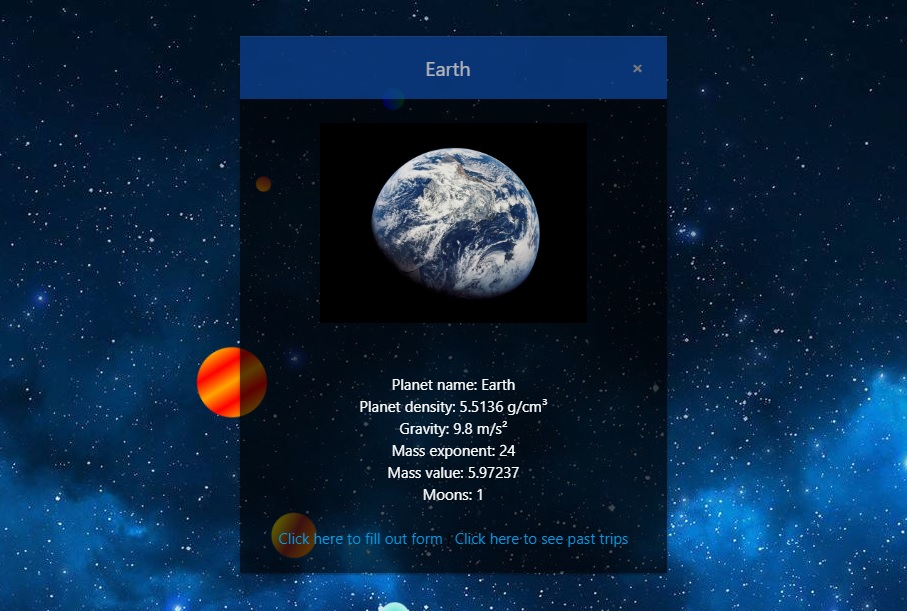 Earth ×
Planet name: Earth
Planet density: 5.5136 g/cm³
Gravity: 9.8 m/s²
Mass exponent: 24
Mass value: 5.97237
Moons: 1
Click here to fill out form Click here to see past trips